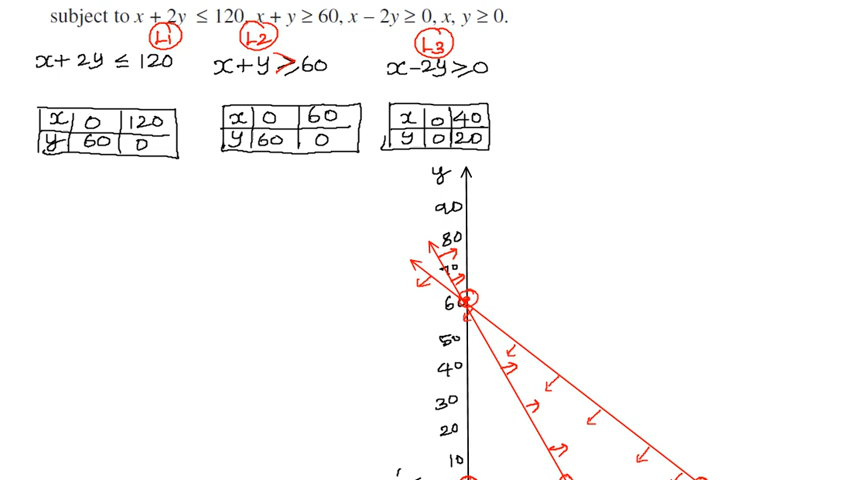 subject to x + 2y ≤ 120, x + y ≥ 60, x − 2y ≥ 0, x, y ≥ 0.
L1 L2 L3
x + 2y ≤ 120 x + y ≥ 60 x − 2y ≥ 0
x 0 120 x 0 60 x 0 40
y 60 0 y 60 0 y 0 20
y
90
80
70
60
50
40
30
20
10